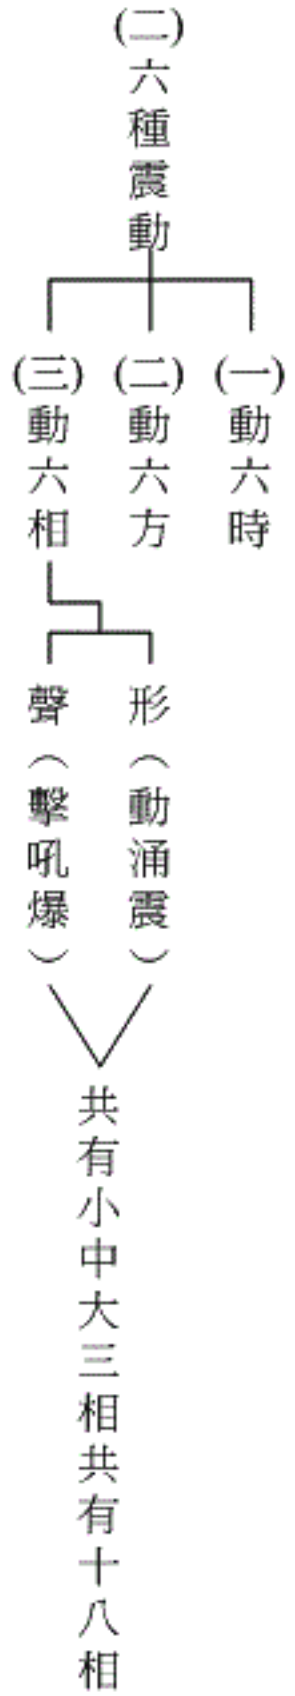 (二)六種震動
(一)動六時
(二)動六方
(三)動六相
形（動涌震）
聲（擊吼爆）
共有小中大三相共有十八相